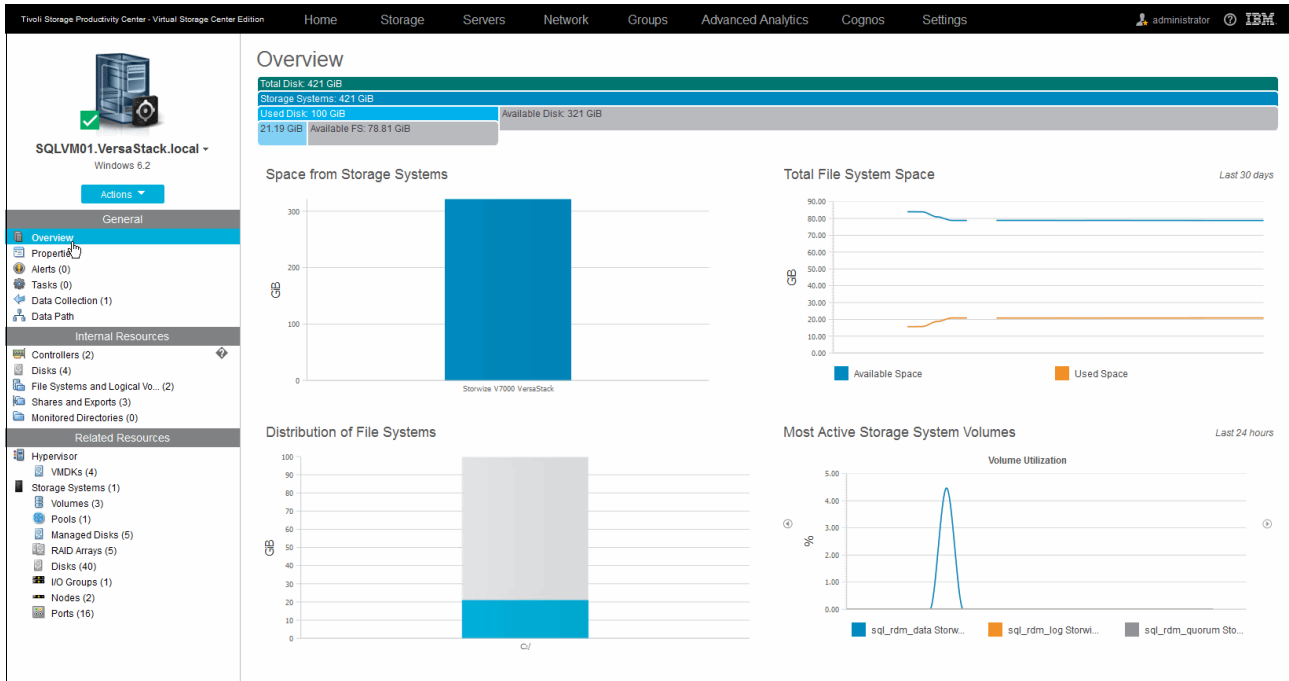 Tivoli Storage Productivity Center - Virtual Storage Center Edition Home Storage Servers Network Groups Advanced Analytics Cognos Settings administrator ? IBM.
SQLVM01.VersaStack.local
Windows 6.2
Actions
General
Overview
Propertie
Alerts (0)
Tasks (0)
Data Collection (1)
Data Path
Internal Resources
Controllers (2) ?
Disks (4)
File Systems and Logical Vo... (2)
Shares and Exports (3)
Monitored Directories (0)
Related Resources
Hypervisor
VMDKs (4)
Storage Systems (1)
Volumes (3)
Pools (1)
Managed Disks (5)
RAID Arrays (5)
Disks (40)
I/O Groups (1)
Nodes (2)
Ports (16)
Overview
Total Disk: 421 GiB
Storage Systems: 421 GiB
Used Disk: 100 GiB Available Disk: 321 GiB
21.19 GiB Available FS: 78.81 GiB
Space from Storage Systems
300
200
100
0
GiB
Storwize V7000 VersaStack
Total File System Space Last 30 days
90.00
80.00
70.00
60.00
50.00
40.00
30.00
20.00
10.00
0.00
GB
Available Space Used Space
Distribution of File Systems
100
90
80
70
60
50
40
30
20
10
0
GiB
C:/
Most Active Storage System Volumes Last 24 hours
Volume Utilization
5.00
4.00
3.00
2.00
1.00
0.00
%
sql_rdm_data Storw... sql_rdm_log Storwi... sql_rdm_quorum Sto...